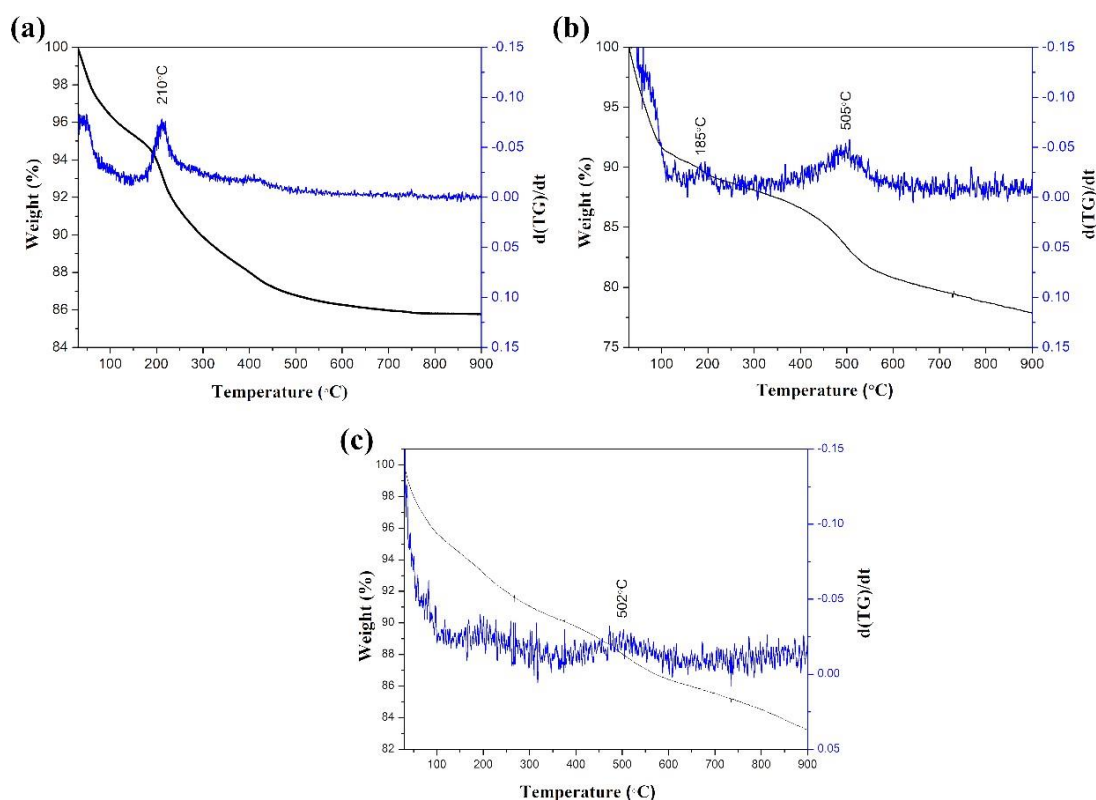 (a)
100
98
96
94
92
90
88
86
84
Weight (%)
210°C
-0.15
-0.10
-0.05
0.00
0.05
0.10
0.15
d(TG)/dt
100 200 300 400 500 600 700 800 900
Temperature (°C)
(b)
100
95
90
85
80
75
Weight (%)
185°C
505°C
-0.15
-0.10
-0.05
0.00
0.05
0.10
0.15
d(TG)/dt
100 200 300 400 500 600 700 800 900
Temperature (°C)
(c)
100
98
96
94
92
90
88
86
84
82
Weight (%)
502°C
-0.15
-0.10
-0.05
0.00
0.05
d(TG)/dt
100 200 300 400 500 600 700 800 900
Temperature (°C)